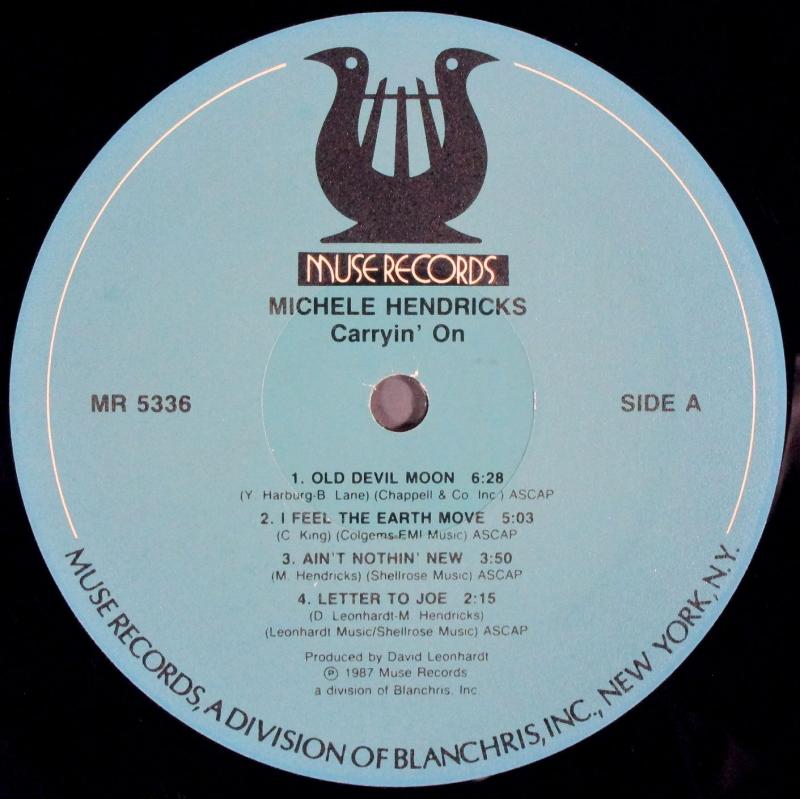 MUSE RECORDS
MICHELE HENDRICKS
Carryin' On
MR 5336
SIDE A
1. OLD DEVIL MOON 6:28
(Y. Harburg-B. Lane) (Chappell & Co. Inc.) ASCAP
2. I FEEL THE EARTH MOVE 5:03
(C. King) (Colgems-EMI Music) ASCAP
3. AIN'T NOTHIN' NEW 3:50
(M. Hendricks) (Shellrose Music) ASCAP
4. LETTER TO JOE 2:15
(D. Leonhardt-M. Hendricks)
(Leonhardt Music/Shellrose Music) ASCAP
Produced by David Leonhardt
℗ 1987 Muse Records
a division of Blanchris, Inc.
MUSE RECORDS, A DIVISION OF BLANCHRIS, INC., NEW YORK, N.Y.